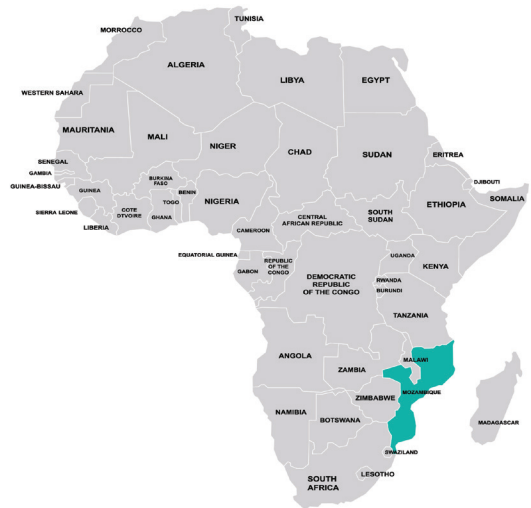 TUNISIA
MORROCCO
ALGERIA
LIBYA
EGYPT
WESTERN SAHARA
MAURITANIA
MALI
NIGER
CHAD
SUDAN
ERITREA
SENEGAL
GAMBIA
GUINEA-BISSAU
GUINEA
BURKINA
FASO
BENIN
DJIBOUTI
SOMALIA
SIERRA LEONE
LIBERIA
COTE
DTVOIRE
GHANA
TOGO
NIGERIA
CENTRAL
AFRICAN REPUBLIC
SOUTH
SUDAN
ETHIOPIA
CAMEROON
EQUATORIAL GUINEA
GABON
REPUBLIC
OF THE
CONGO
DEMOCRATIC
REPUBLIC
OF THE CONGO
UGANDA
KENYA
RWANDA
BURUNDI
TANZANIA
ANGOLA
ZAMBIA
MALAWI
MOZAMBIQUE
ZIMBABWE
NAMIBIA
BOTSWANA
MADAGASCAR
SWAZILAND
LESOTHO
SOUTH
AFRICA